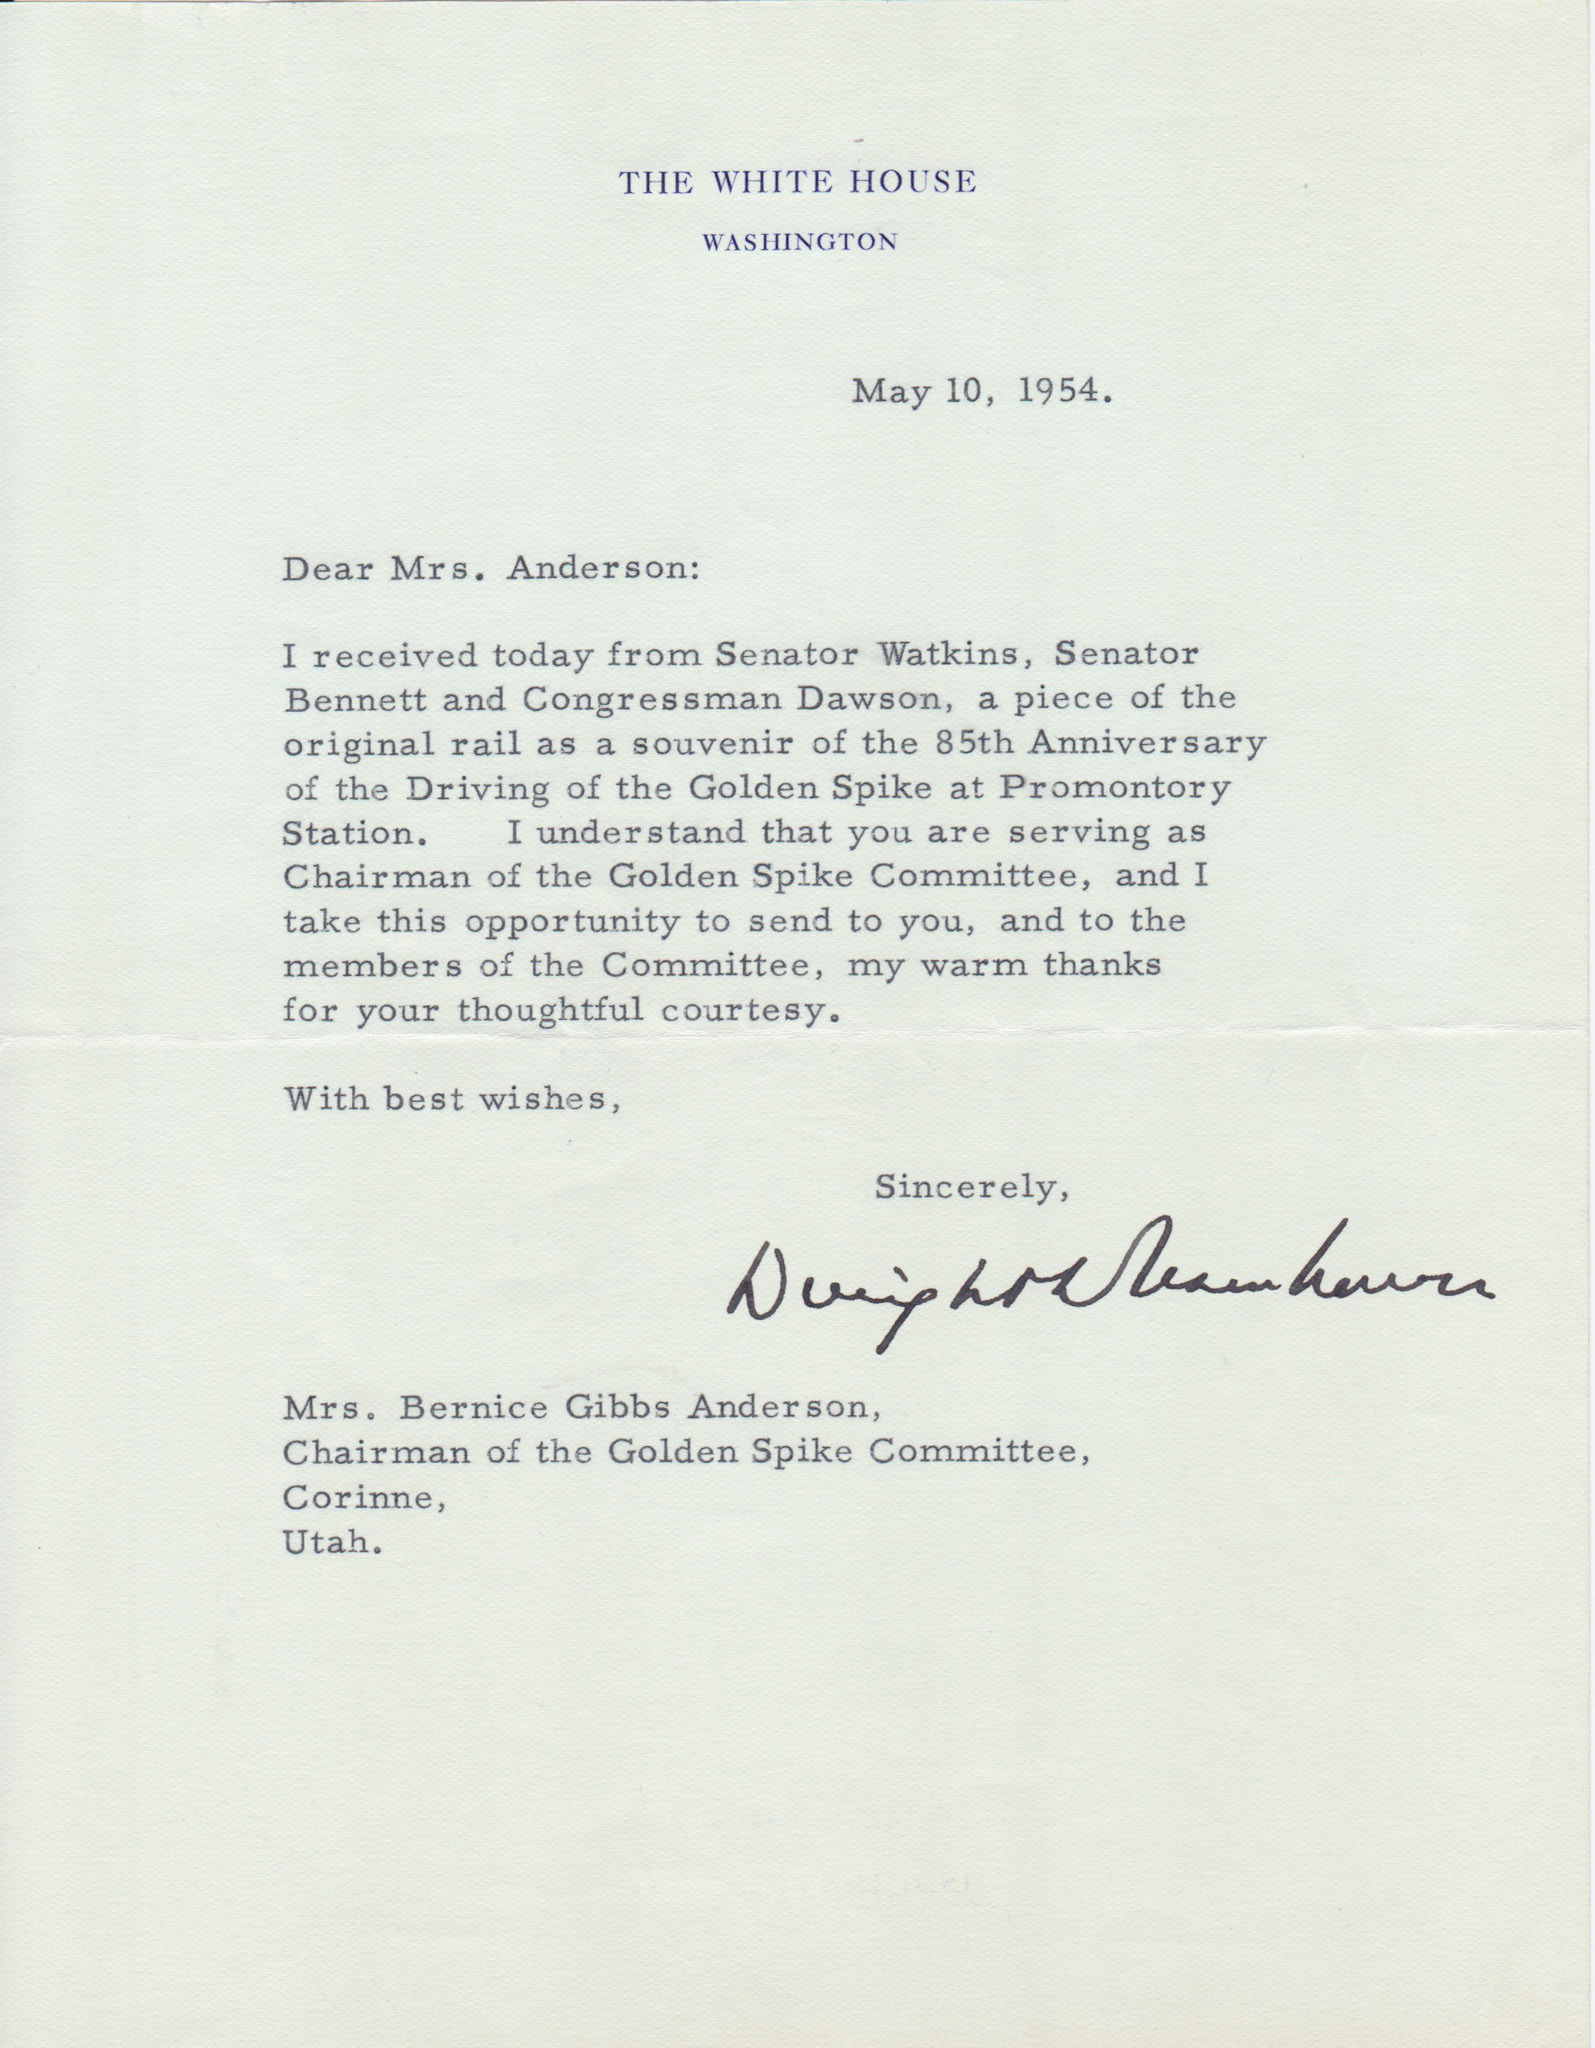 THE WHITE HOUSE
WASHINGTON
May 10, 1954.
Dear Mrs. Anderson:
I received today from Senator Watkins, Senator
Bennett and Congressman Dawson, a piece of the
original rail as a souvenir of the 85th Anniversary
of the Driving of the Golden Spike at Promontory
Station. I understand that you are serving as
Chairman of the Golden Spike Committee, and I
take this opportunity to send to you, and to the
members of the Committee, my warm thanks
for your thoughtful courtesy.
With best wishes,
Sincerely,
Dwight D Eisenhower
Mrs. Bernice Gibbs Anderson,
Chairman of the Golden Spike Committee,
Corinne,
Utah.